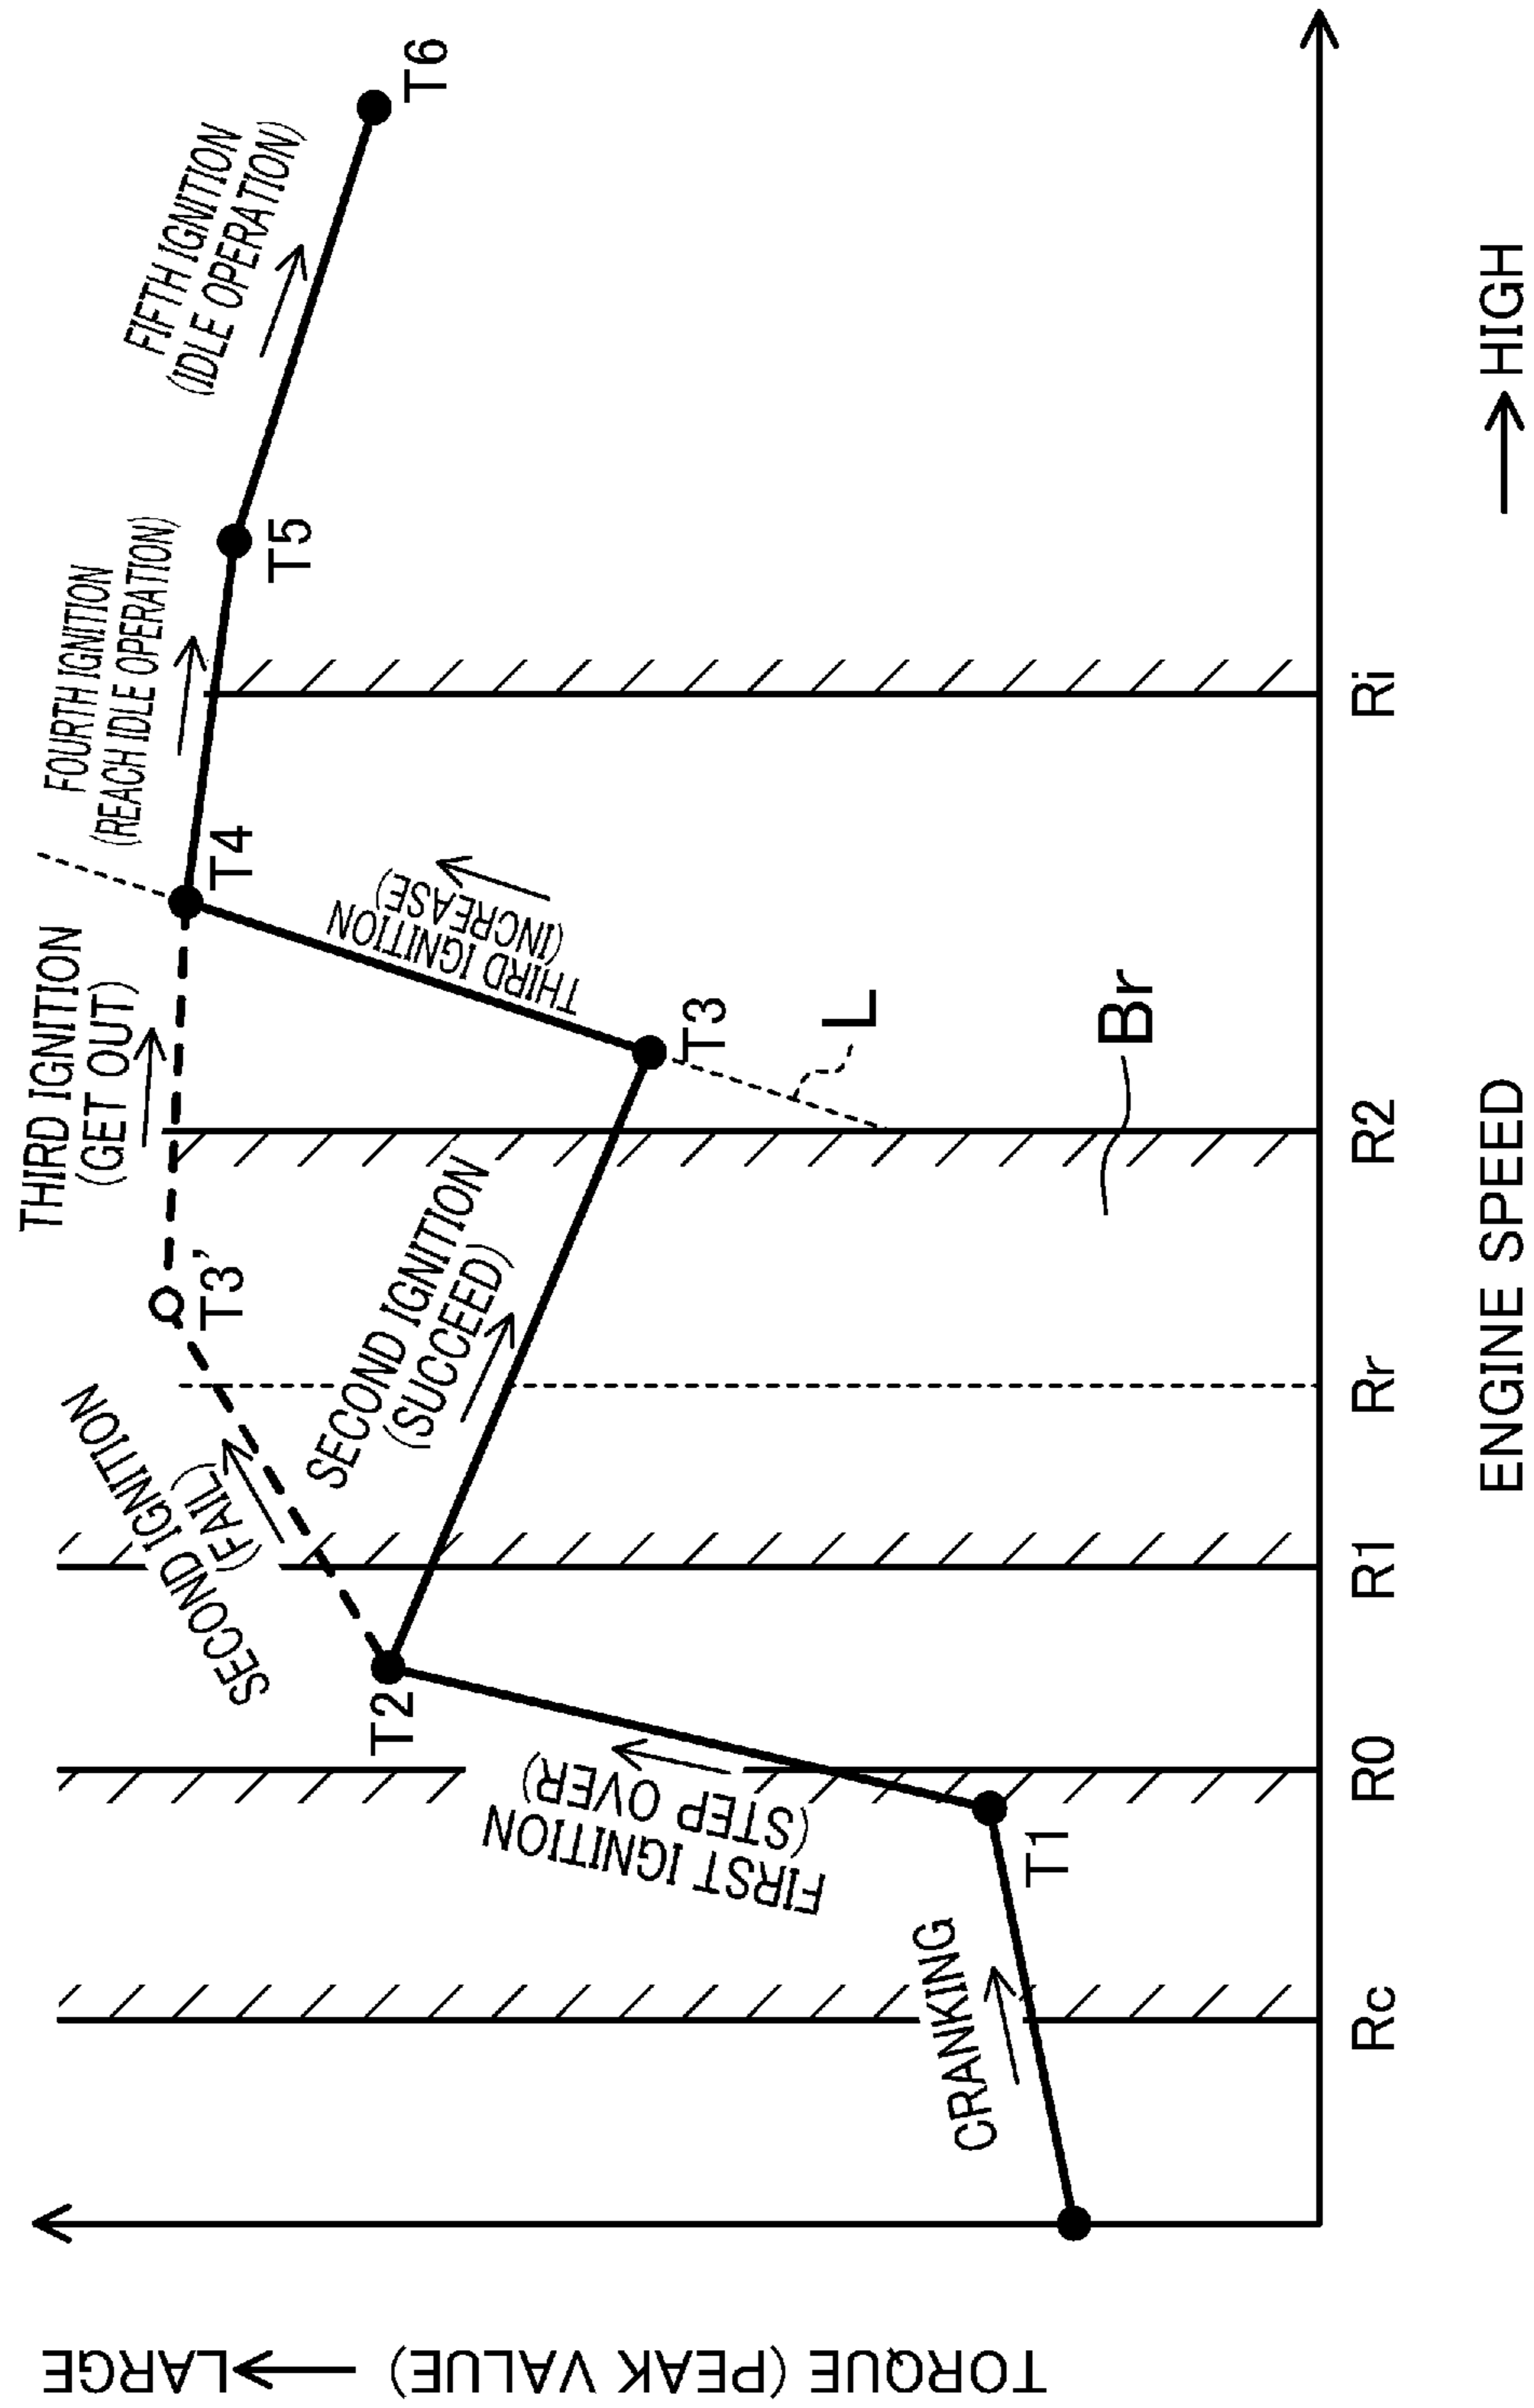 TORQUE (PEAK VALUE) → LARGE
CRANKING
T1
FIRST IGNITION
(STEP OVER)
T2
SECOND IGNITION
(FAIL)
SECOND IGNITION
(SUCCEED)
T3'
THIRD IGNITION
(GET OUT)
T3
THIRD IGNITION
(INCREASE)
L
Br
T4
FOURTH IGNITION
(REACH IDLE OPERATION)
T5
FIFTH IGNITION
(IDLE OPERATION)
T6
Rc
R0
R1
Rr
R2
Ri
ENGINE SPEED
→ HIGH